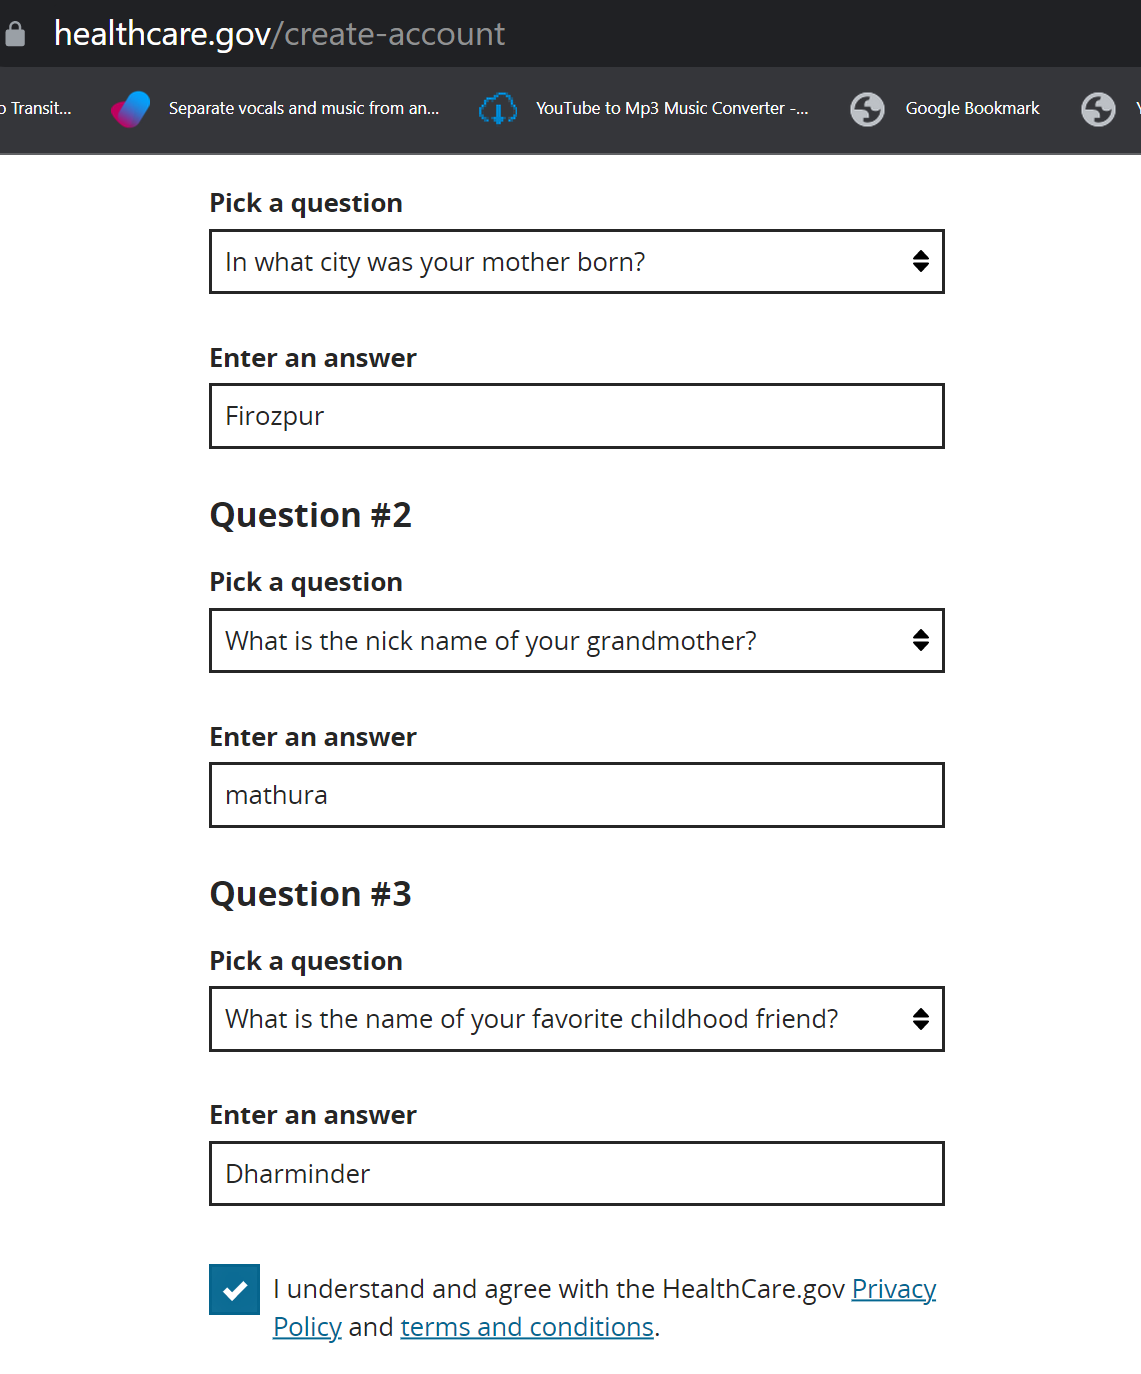 healthcare.gov/create-account
Transit... Separate vocals and music from an... YouTube to Mp3 Music Converter -... Google Bookmark
Pick a question
In what city was your mother born?
Enter an answer
Firozpur
Question #2
Pick a question
What is the nick name of your grandmother?
Enter an answer
mathura
Question #3
Pick a question
What is the name of your favorite childhood friend?
Enter an answer
Dharminder
I understand and agree with the HealthCare.gov Privacy
Policy and terms and conditions.